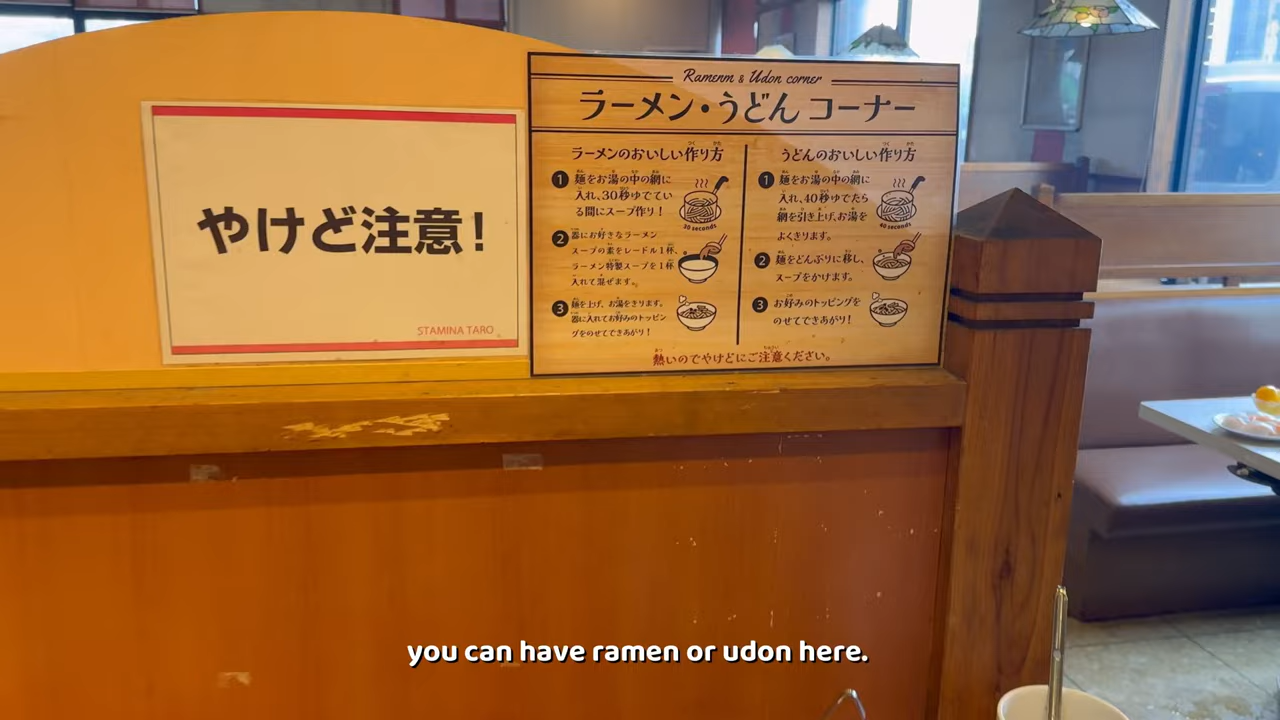 やけど注意!
STAMINA TARO
Ramenm & Udon corner
ラーメン・うどん コーナー
ラーメンのおいしい作り方
1 麺をお湯の中の網に
入れ、30秒ゆでてい
る間にスープ作り!
30 seconds
2 器にお好きなラーメン
スープの素をレードル1杯、
ラーメン特製スープを1杯
入れて混ぜます。
3 麺を上げ、お湯をきります。
器に入れてお好みのトッピン
グをのせてできあがり!
うどんのおいしい作り方
1 麺をお湯の中の網に
入れ、40秒ゆでたら
網を引き上げ、お湯を
よくきります。
40 seconds
2 麺をどんぶりに移し、
スープをかけます。
3 お好みのトッピングを
のせてできあがり!
熱いのでやけどにご注意ください。
you can have ramen or udon here.